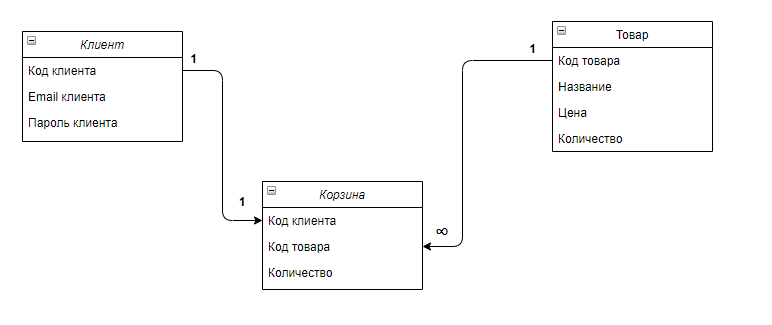 Клиент
Код клиента
Email клиента
Пароль клиента
1
1
Товар
Код товара
Название
Цена
Количество
1
∞
Корзина
Код клиента
Код товара
Количество